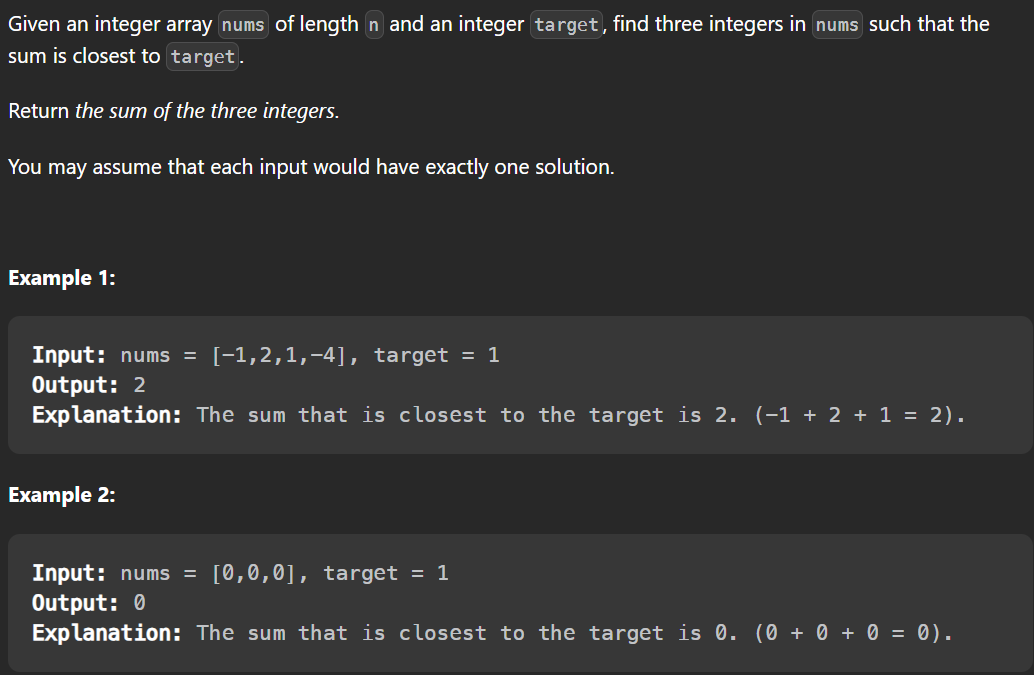 Given an integer array nums of length n and an integer target, find three integers in nums such that the
sum is closest to target.
Return the sum of the three integers.
You may assume that each input would have exactly one solution.
Example 1:
Input: nums = [-1,2,1,-4], target = 1
Output: 2
Explanation: The sum that is closest to the target is 2. (-1 + 2 + 1 = 2).
Example 2:
Input: nums = [0,0,0], target = 1
Output: 0
Explanation: The sum that is closest to the target is 0. (0 + 0 + 0 = 0).